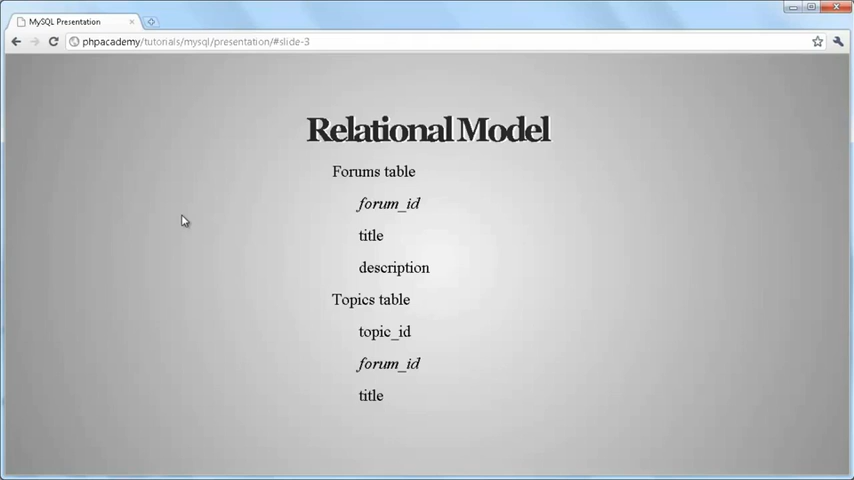 MySQL Presentation
phpacademy/tutorials/mysql/presentation/#slide-3
Relational Model
Forums table
forum_id
title
description
Topics table
topic_id
forum_id
title